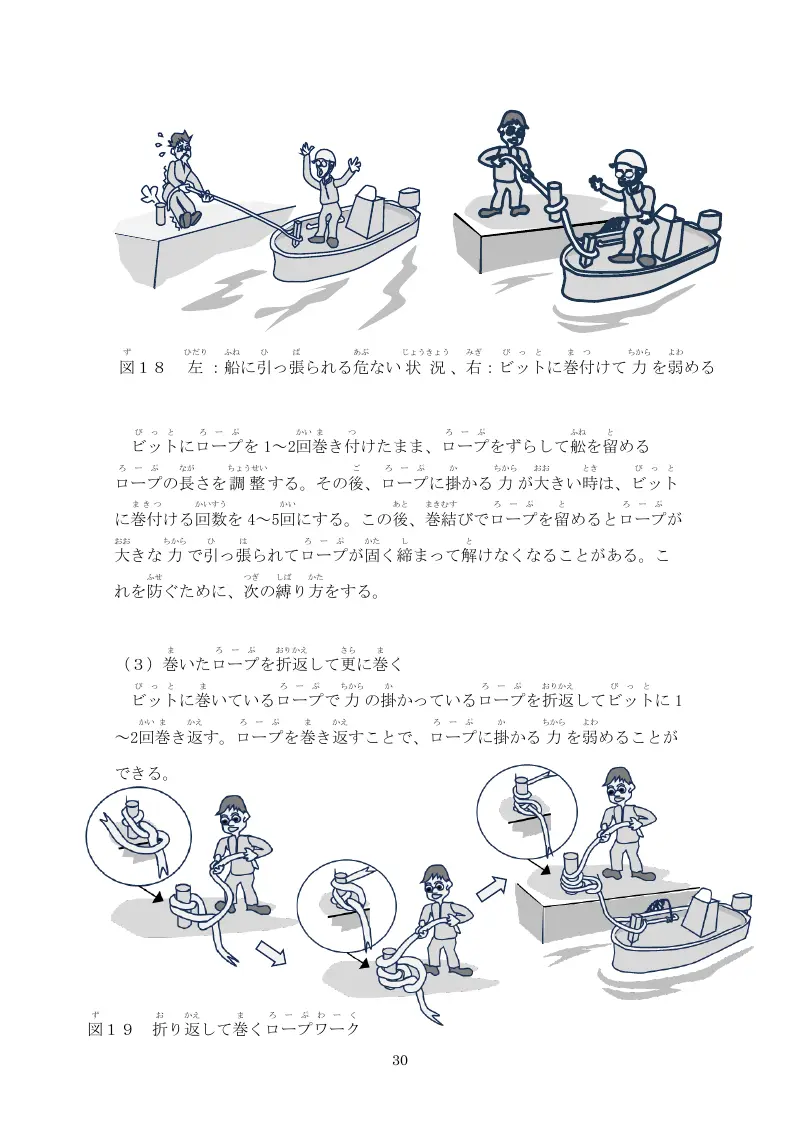 図１８　左：船に引っ張られる危ない状況、右：ビットに巻付けて力を弱める
ビットにロープを1～2回巻き付けたまま、ロープをずらして舩を留める
ロープの長さを調整する。その後、ロープに掛かる力が大きい時は、ビット
に巻付ける回数を4～5回にする。この後、巻結びでロープを留めるとロープが
大きな力で引っ張られてロープが固く締まって解けなくなることがある。こ
れを防ぐために、次の縛り方をする。
（３）巻いたロープを折返して更に巻く
ビットに巻いているロープで力の掛かっているロープを折返してビットに1
～2回巻き返す。ロープを巻き返すことで、ロープに掛かる力を弱めることが
できる。
図１９　折り返して巻くロープワーク
30